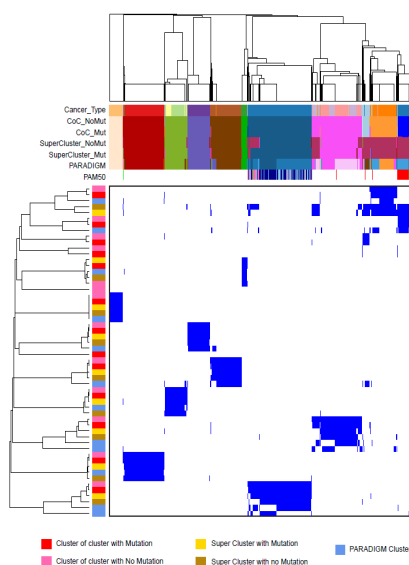 Cancer_Type
CoC_NoMut
CoC_Mut
SuperCluster_NoMut
SuperCluster_Mut
PARADIGM
PAM50
Cluster of cluster with Mutation
Super Cluster with Mutation
PARADIGM Cluster
Cluster of cluster with No Mutation
Super Cluster with no Mutation